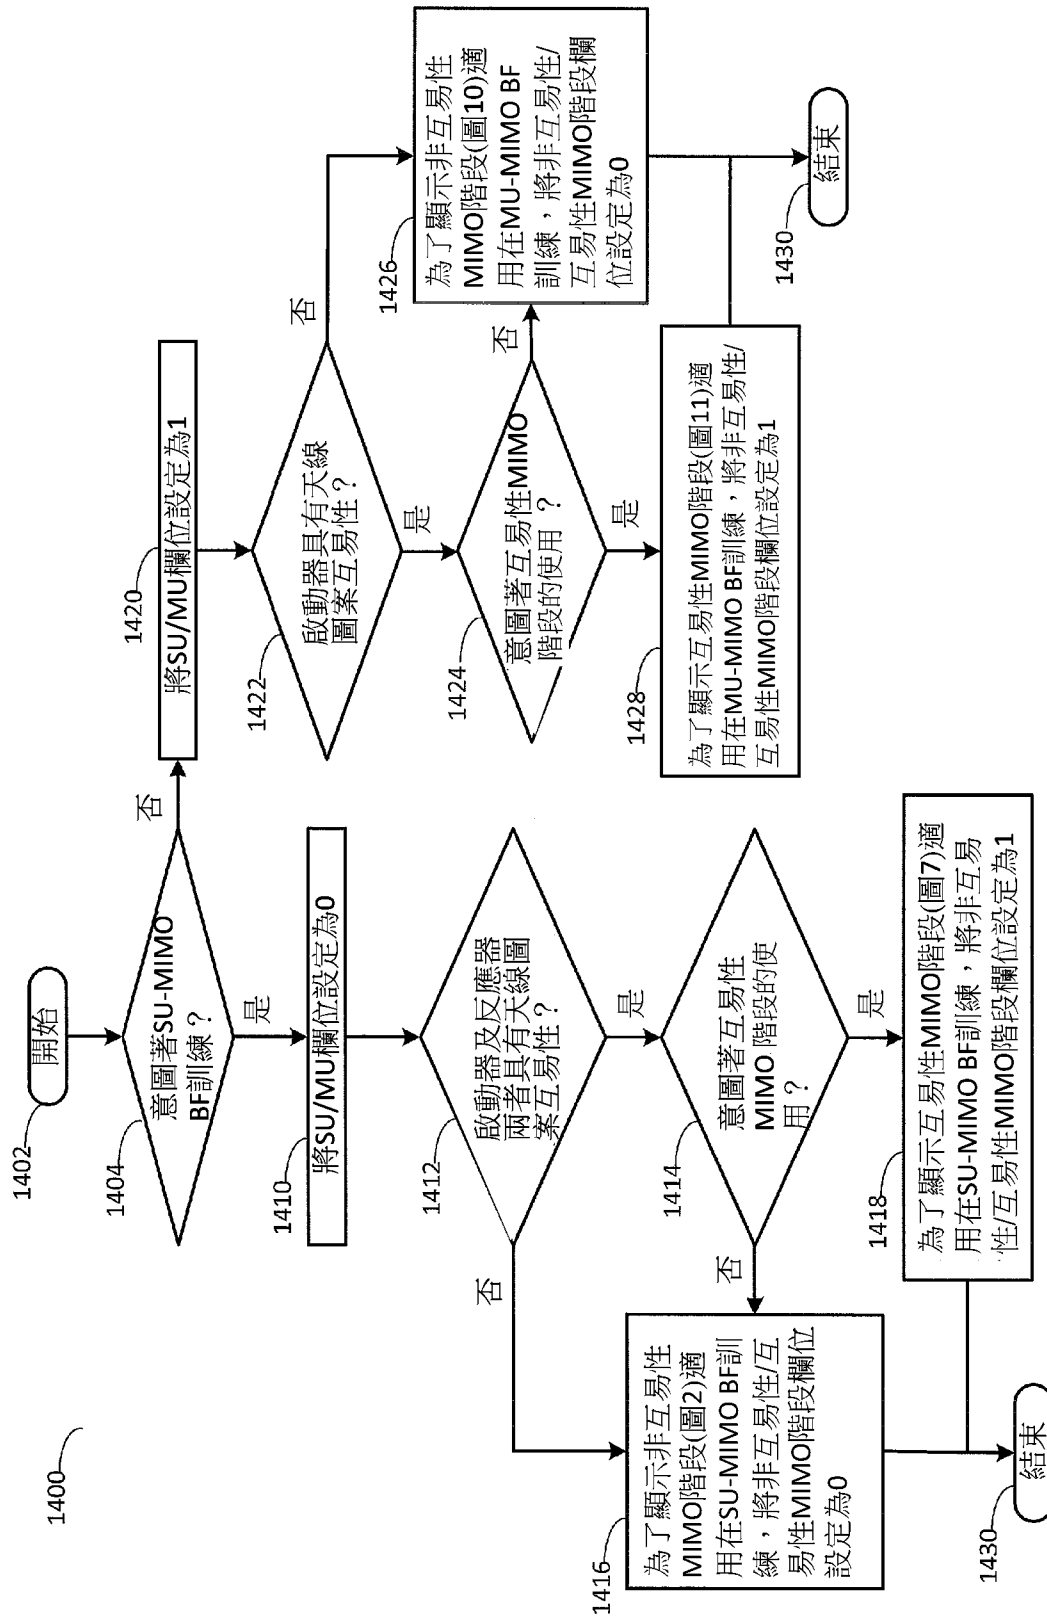 1400
1402
開始
1404
意圖著SU-MIMO
BF訓練？
否
是
1410
將SU/MU欄位設定為0
1412
啟動器及反應器
兩者具有天線圖
案互易性？
否
是
1414
意圖著互易性
MIMO 階段的使
用？
否
是
1416
為了顯示非互易性
MIMO階段(圖2)適
用在SU-MIMO BF訓
練，將非互易性/互
易性MIMO階段欄位
設定為0
1418
為了顯示互易性MIMO階段(圖7)適
用在SU-MIMO BF訓練，將非互易
性/互易性MIMO階段欄位設定為1
1430
結束
1420
將SU/MU欄位設定為1
1422
啟動器具有天線
圖案互易性？
否
是
1424
意圖著互易性MIMO
階段的使用？
否
是
1426
為了顯示非互易性
MIMO階段(圖10)適
用在MU-MIMO BF
訓練，將非互易性/
互易性MIMO階段欄
位設定為0
1428
為了顯示互易性MIMO階段(圖11)適
用在MU-MIMO BF訓練，將非互易性/
互易性MIMO階段欄位設定為1
1430
結束